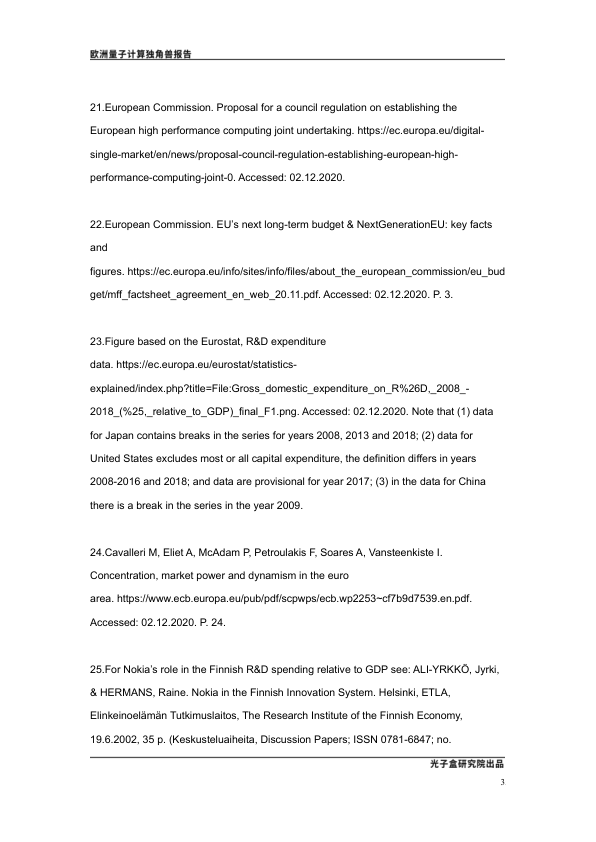 欧洲量子计算独角兽报告
21.European Commission. Proposal for a council regulation on establishing the
European high performance computing joint undertaking. https://ec.europa.eu/digital-
single-market/en/news/proposal-council-regulation-establishing-european-high-
performance-computing-joint-0. Accessed: 02.12.2020.
22.European Commission. EU’s next long-term budget & NextGenerationEU: key facts
and
figures. https://ec.europa.eu/info/sites/info/files/about_the_european_commission/eu_bud
get/mff_factsheet_agreement_en_web_20.11.pdf. Accessed: 02.12.2020. P. 3.
23.Figure based on the Eurostat, R&D expenditure
data. https://ec.europa.eu/eurostat/statistics-
explained/index.php?title=File:Gross_domestic_expenditure_on_R%26D,_2008_-
2018_(%25,_relative_to_GDP)_final_F1.png. Accessed: 02.12.2020. Note that (1) data
for Japan contains breaks in the series for years 2008, 2013 and 2018; (2) data for
United States excludes most or all capital expenditure, the definition differs in years
2008-2016 and 2018; and data are provisional for year 2017; (3) in the data for China
there is a break in the series in the year 2009.
24.Cavalleri M, Eliet A, McAdam P, Petroulakis F, Soares A, Vansteenkiste I.
Concentration, market power and dynamism in the euro
area. https://www.ecb.europa.eu/pub/pdf/scpwps/ecb.wp2253~cf7b9d7539.en.pdf.
Accessed: 02.12.2020. P. 24.
25.For Nokia’s role in the Finnish R&D spending relative to GDP see: ALI-YRKKÖ, Jyrki,
& HERMANS, Raine. Nokia in the Finnish Innovation System. Helsinki, ETLA,
Elinkeinoelämän Tutkimuslaitos, The Research Institute of the Finnish Economy,
19.6.2002, 35 p. (Keskusteluaiheita, Discussion Papers; ISSN 0781-6847; no.
光子盒研究院出品
3